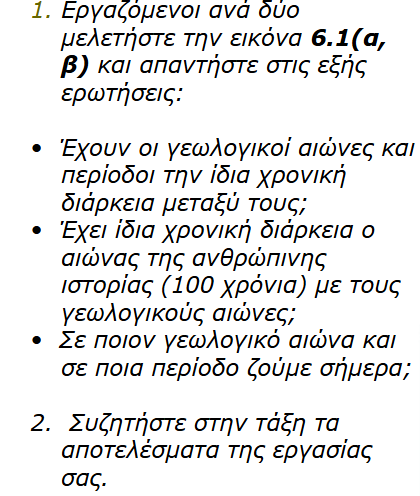 1. Εργαζόμενοι ανά δύο
μελετήστε την εικόνα 6.1(α,
β) και απαντήστε στις εξής
ερωτήσεις:
• Έχουν οι γεωλογικοί αιώνες και
περίοδοι την ίδια χρονική
διάρκεια μεταξύ τους;
• Έχει ίδια χρονική διάρκεια ο
αιώνας της ανθρώπινης
ιστορίας (100 χρόνια) με τους
γεωλογικούς αιώνες;
• Σε ποιον γεωλογικό αιώνα και
σε ποια περίοδο ζούμε σήμερα;
2. Συζητήστε στην τάξη τα
αποτελέσματα της εργασίας
σας.